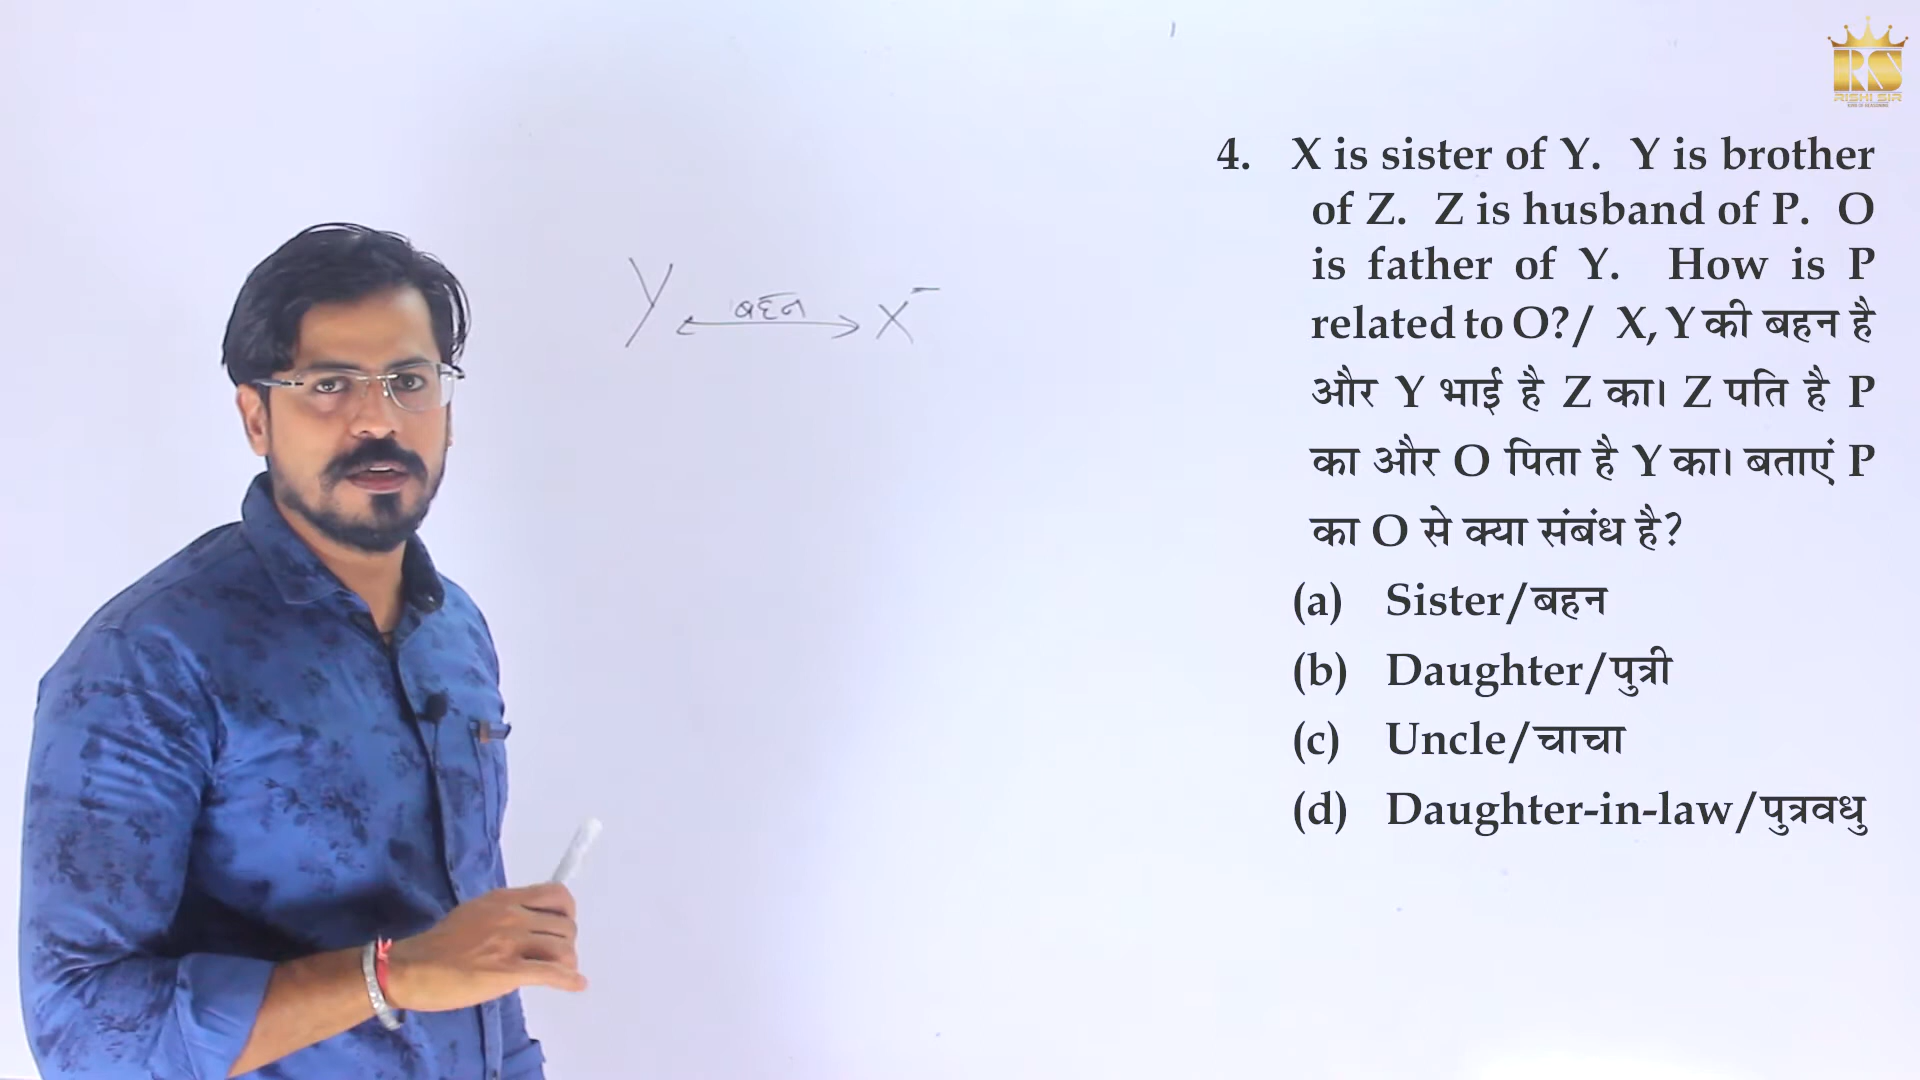 RS
RISHI SIR
4. X is sister of Y. Y is brother
of Z. Z is husband of P. O
is father of Y. How is P
related to O?/ X, Y की बहन है
और Y भाई है Z का। Z पति है P
का और O पिता है Y का। बताएं P
का O से क्या संबंध है?
(a) Sister/बहन
(b) Daughter/पुत्री
(c) Uncle/चाचा
(d) Daughter-in-law/पुत्रवधु
Y बहन X -